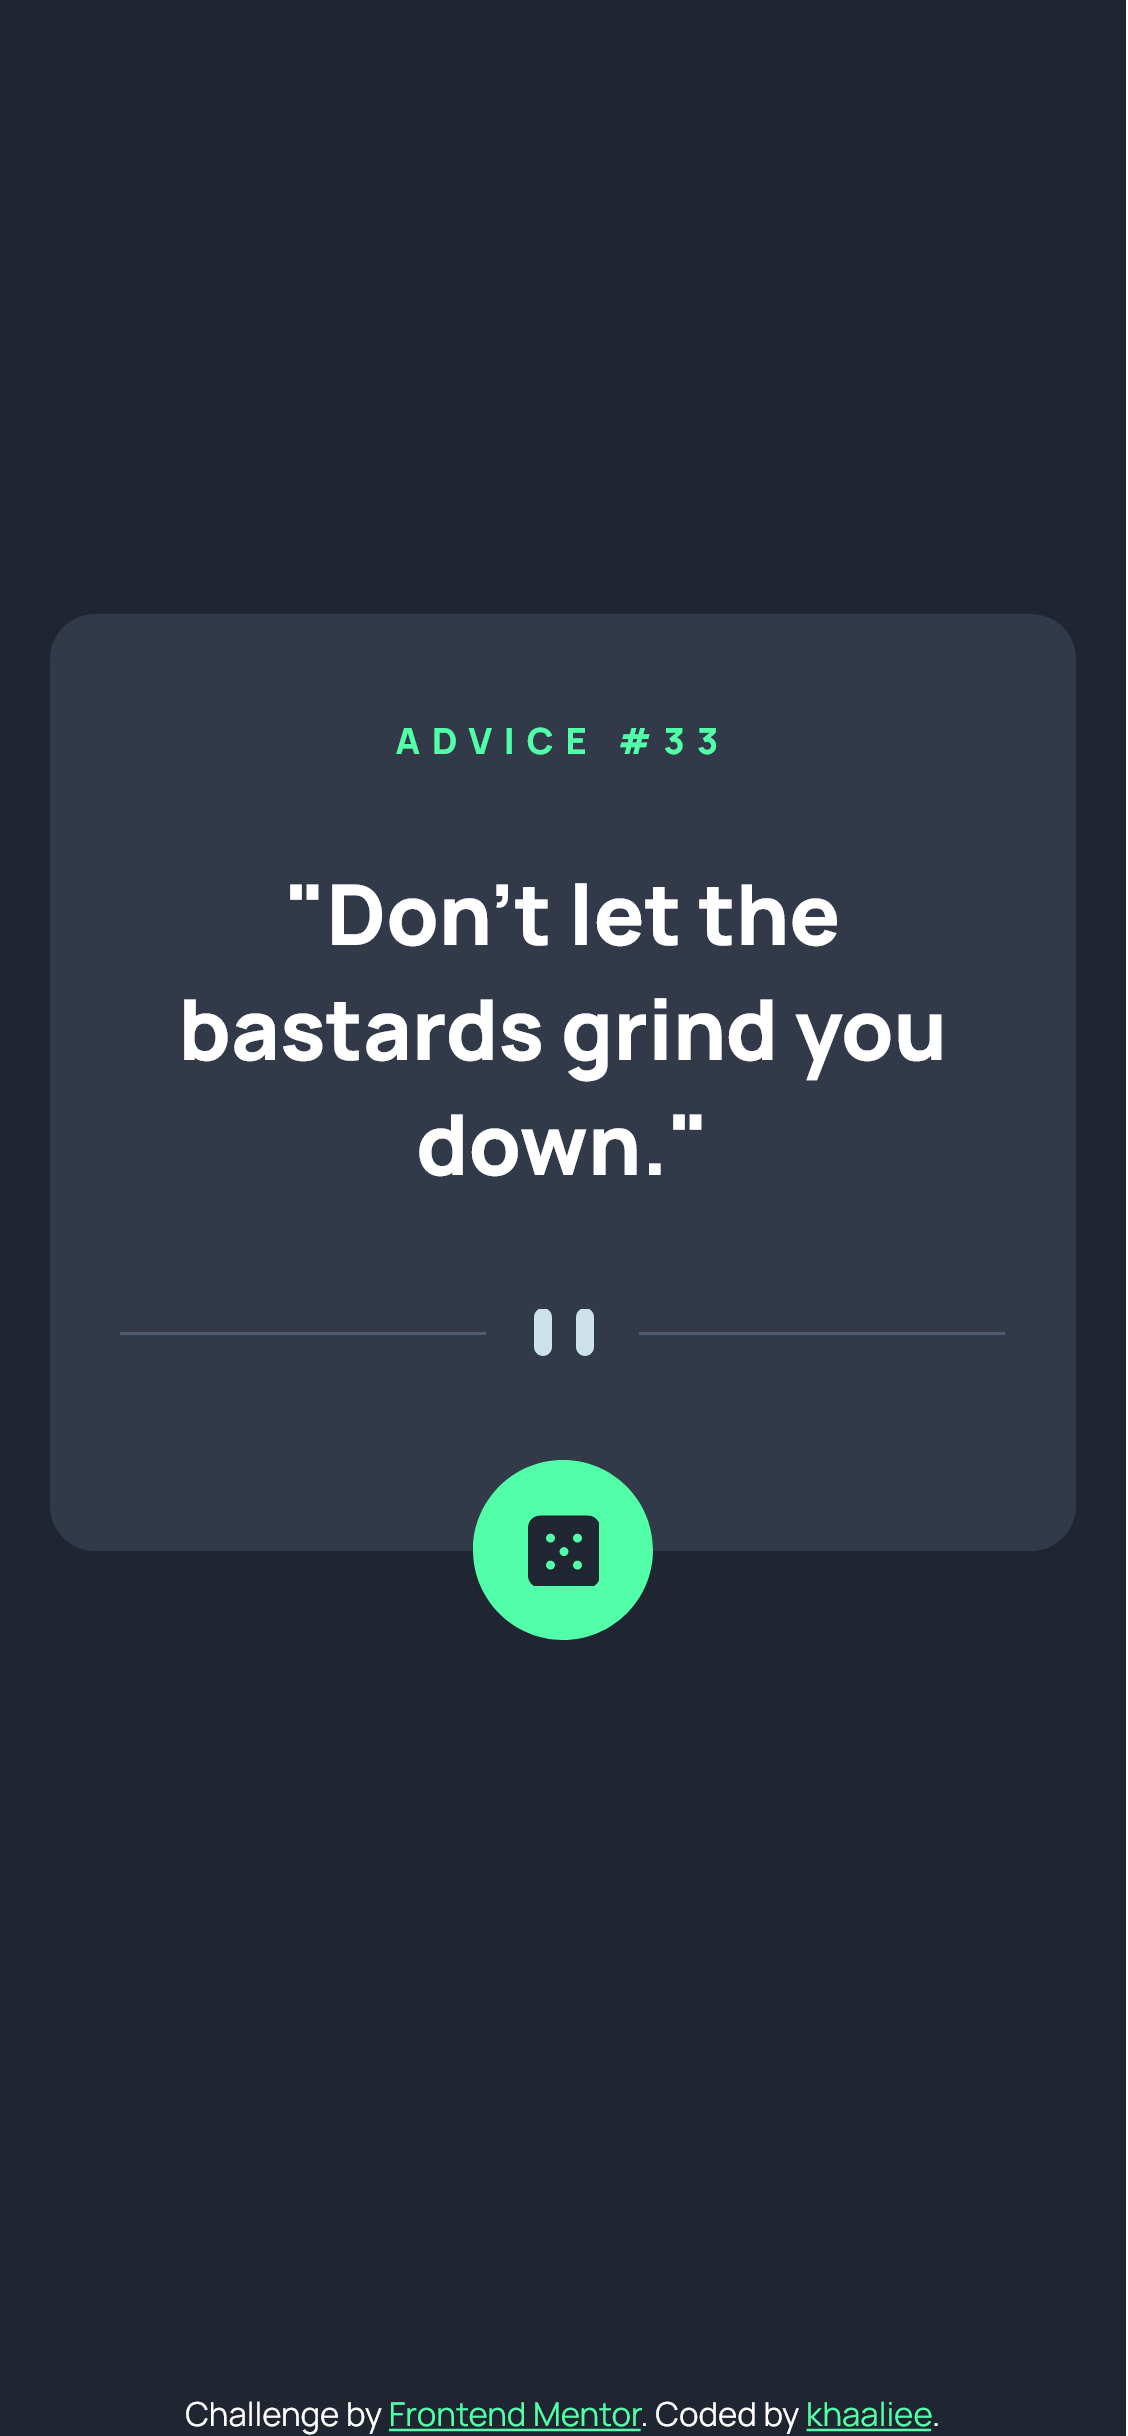 ADVICE #33
"Don’t let the
bastards grind you
down."
Challenge by Frontend Mentor. Coded by khaaliee.